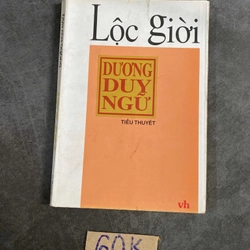 Lộc giời
DƯƠNG
DUY
NGỮ
TIỂU THUYẾT
vh
60K